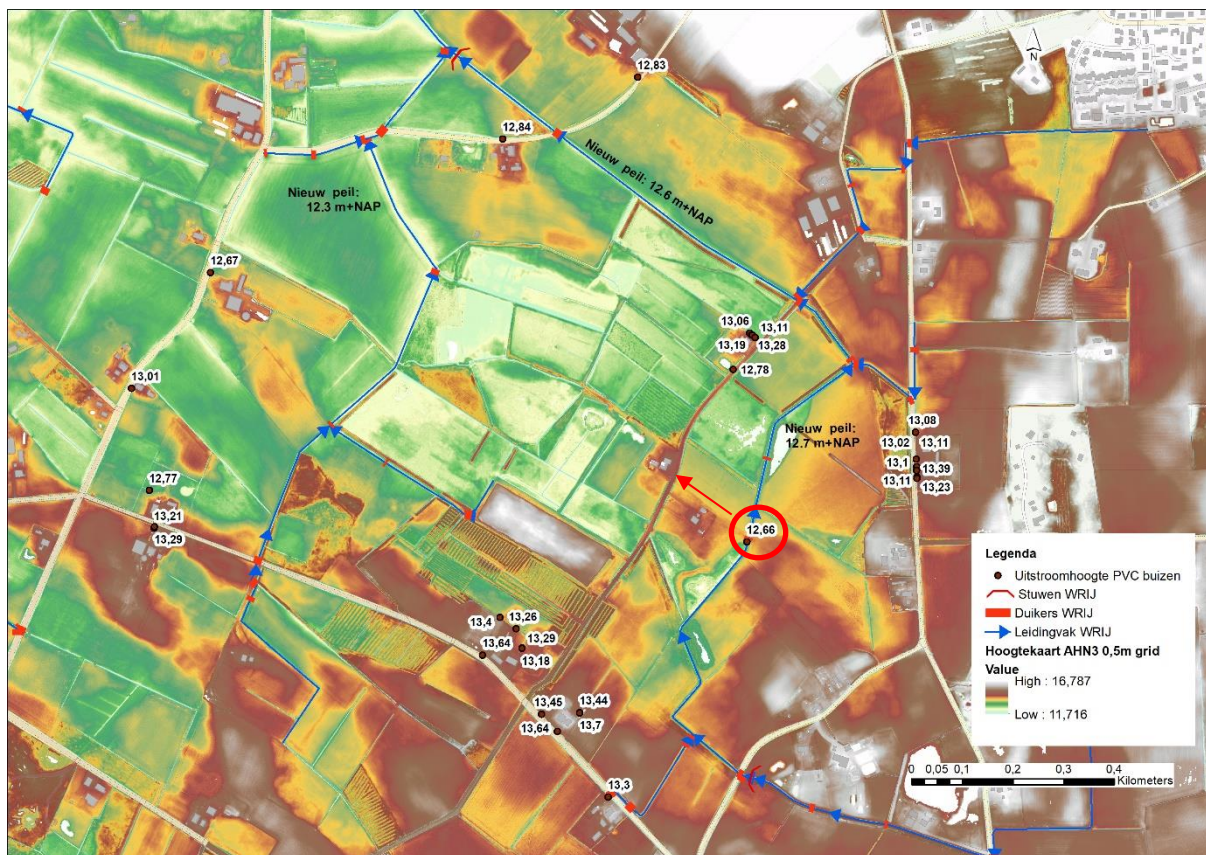 12,83
12,84
N
Nieuw peil:
12.3 m+NAP
Nieuw peil: 12.6 m+NAP
12,67
13,06
13,11
13,19
13,28
12,78
13,01
Nieuw peil:
12.7 m+NAP
13,08
13,02
13,11
13,1
13,39
13,11
13,23
12,77
13,21
13,29
12,66
13,4
13,26
13,29
13,64
13,18
13,45
13,44
13,64
13,7
13,3
Legenda
Uitstroomhoogte PVC buizen
Stuwen WRIJ
Duikers WRIJ
Leidingvak WRIJ
Hoogtekaart AHN3 0,5m grid
Value
High : 16,787
Low : 11,716
0 0,05 0,1 0,2 0,3 0,4
Kilometers